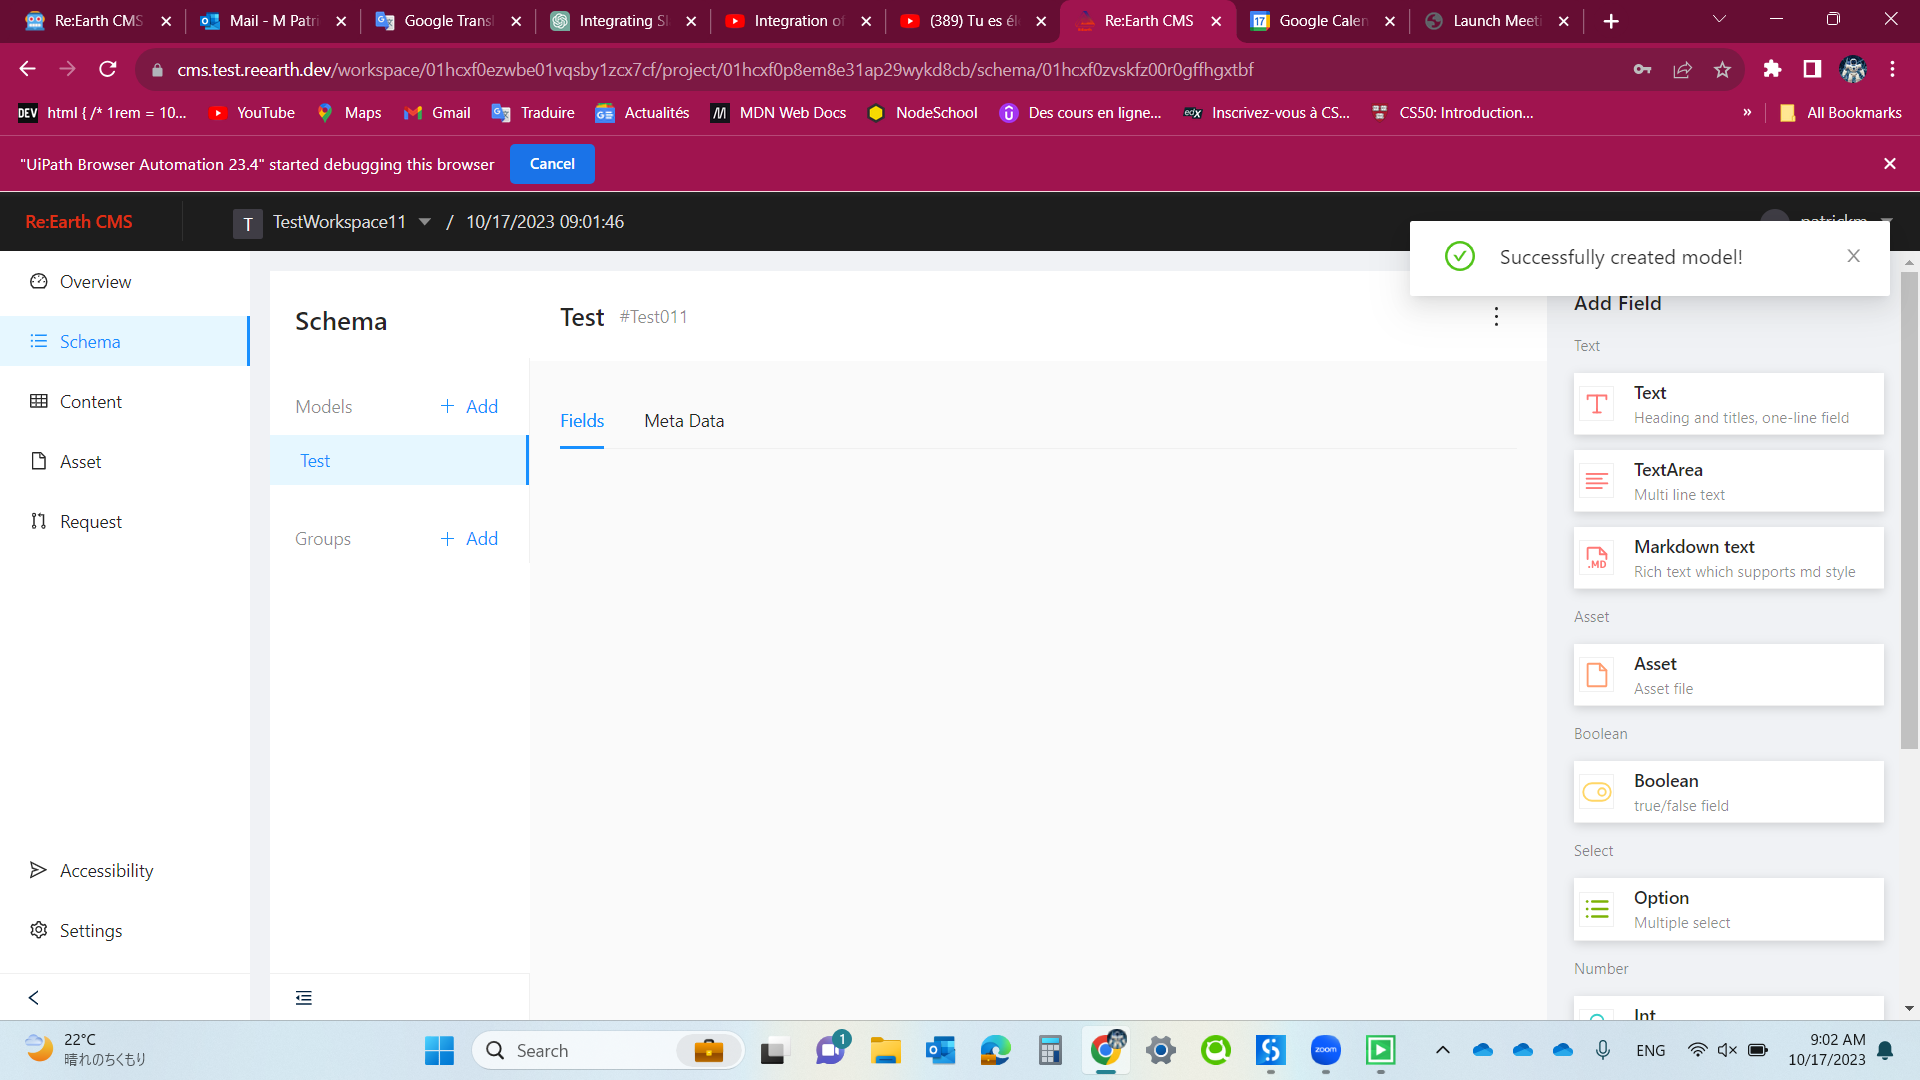 Re:Earth CMS
Mail - M Patri
Google Transl
Integrating Sl
Integration of
(389) Tu es éle
Re:Earth CMS
Google Calen
Launch Meeti
cms.test.reearth.dev/workspace/01hcxf0ezwbe01vqsby1zcx7cf/project/01hcxf0p8em8e31ap29wykd8cb/schema/01hcxf0zvskfz00r0gffhgxtbf
DEV html { /* 1rem = 10...
YouTube
Maps
Gmail
Traduire
Actualités
MDN Web Docs
NodeSchool
Des cours en ligne...
edX Inscrivez-vous à CS...
CS50: Introduction...
»
All Bookmarks
"UiPath Browser Automation 23.4" started debugging this browser
Cancel
Re:Earth CMS
T TestWorkspace11 / 10/17/2023 09:01:46
patrickm
Successfully created model!
Overview
Schema
Content
Asset
Request
Accessibility
Settings
Schema
Models
+ Add
Test
Groups
+ Add
Test #Test011
Fields
Meta Data
Add Field
Text
Text
Heading and titles, one-line field
TextArea
Multi line text
.MD
Markdown text
Rich text which supports md style
Asset
Asset
Asset file
Boolean
Boolean
true/false field
Select
Option
Multiple select
Number
Int
22°C
晴れのちくもり
Search
1
zoom
ENG
9:02 AM
10/17/2023